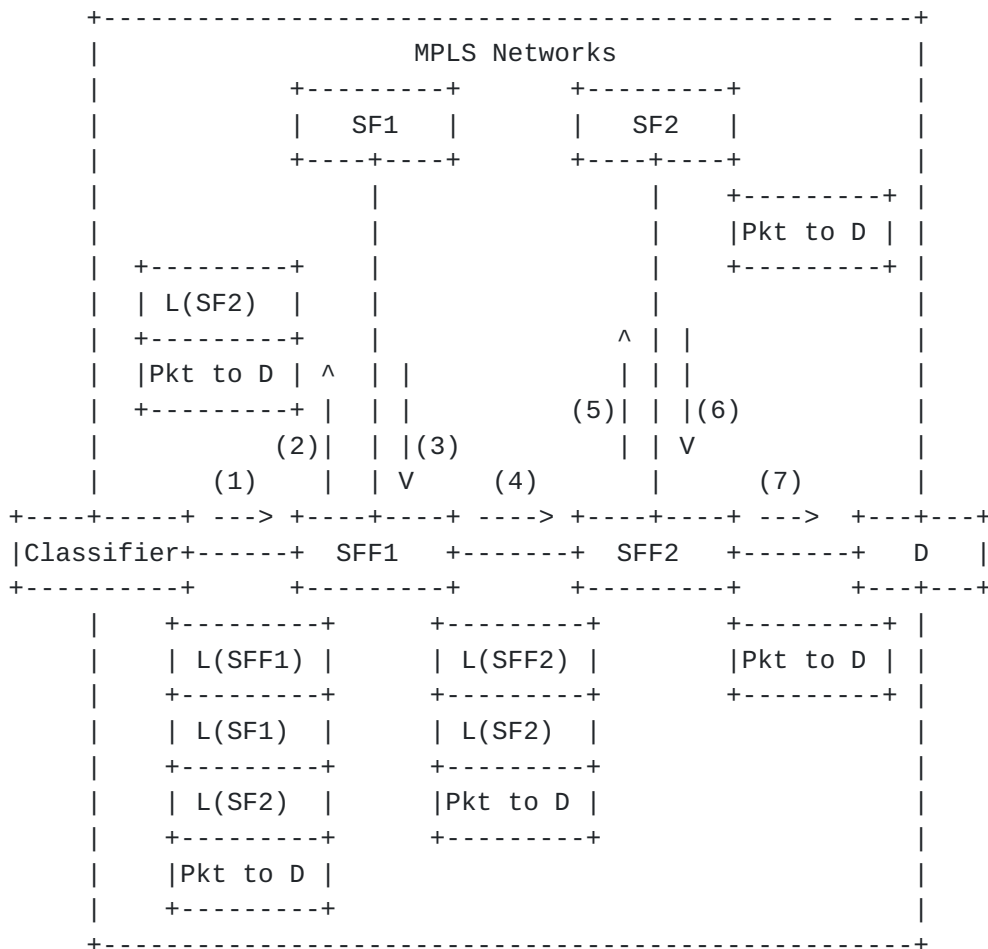 MPLS Networks
SF1 SF2
Pkt to D
L(SF2)
Pkt to D
(5) (6)
(2) (3)
(1) (4) (7)
Classifier SFF1 SFF2 D
L(SFF1) L(SFF2) Pkt to D
L(SF1) L(SF2)
L(SF2) Pkt to D
Pkt to D